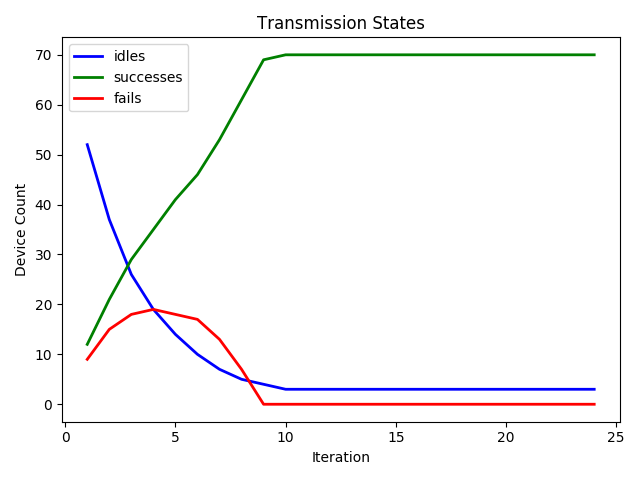 Transmission States
idles
successes
fails
Device Count
70
60
50
40
30
20
10
0
0 5 10 15 20 25
Iteration